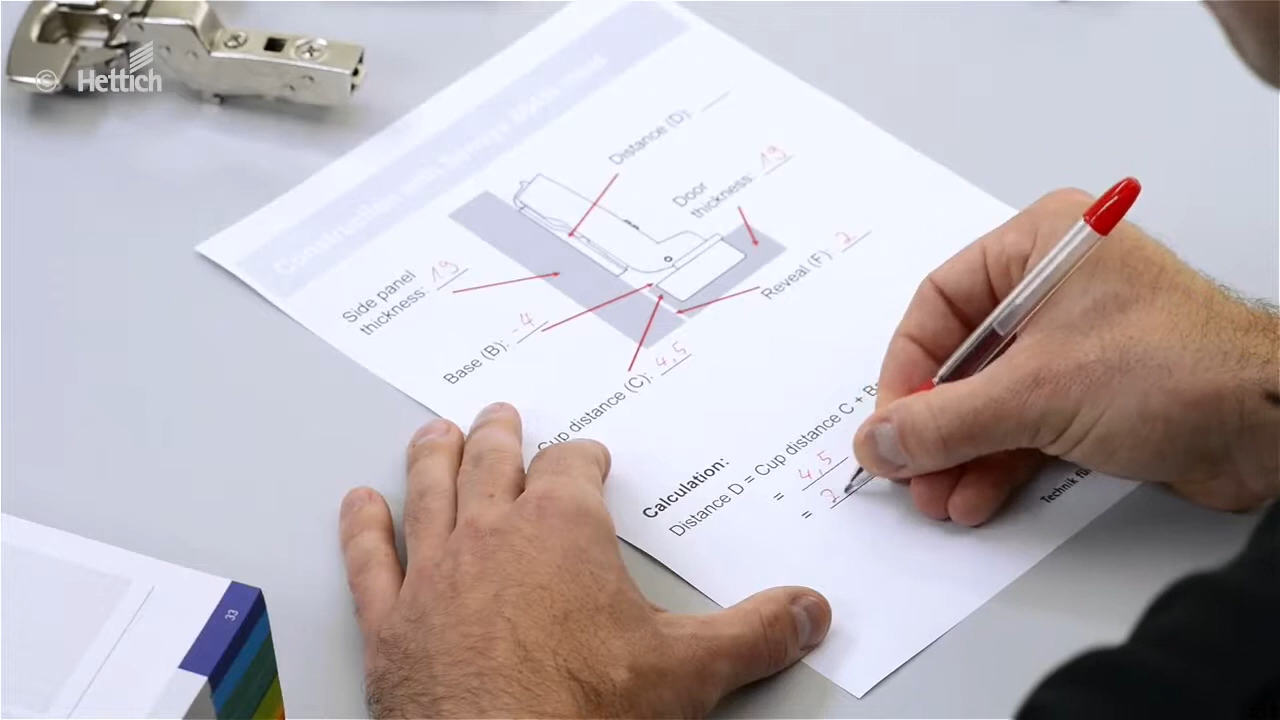 © Hettich
Distance (D):
Door
thickness: 19
Side panel
thickness: 19
Reveal (F): 2
Base (B): -4
Cup distance (C): 4,5
Calculation:
Distance D = Cup distance C +
= 4,5
=
Technik
33